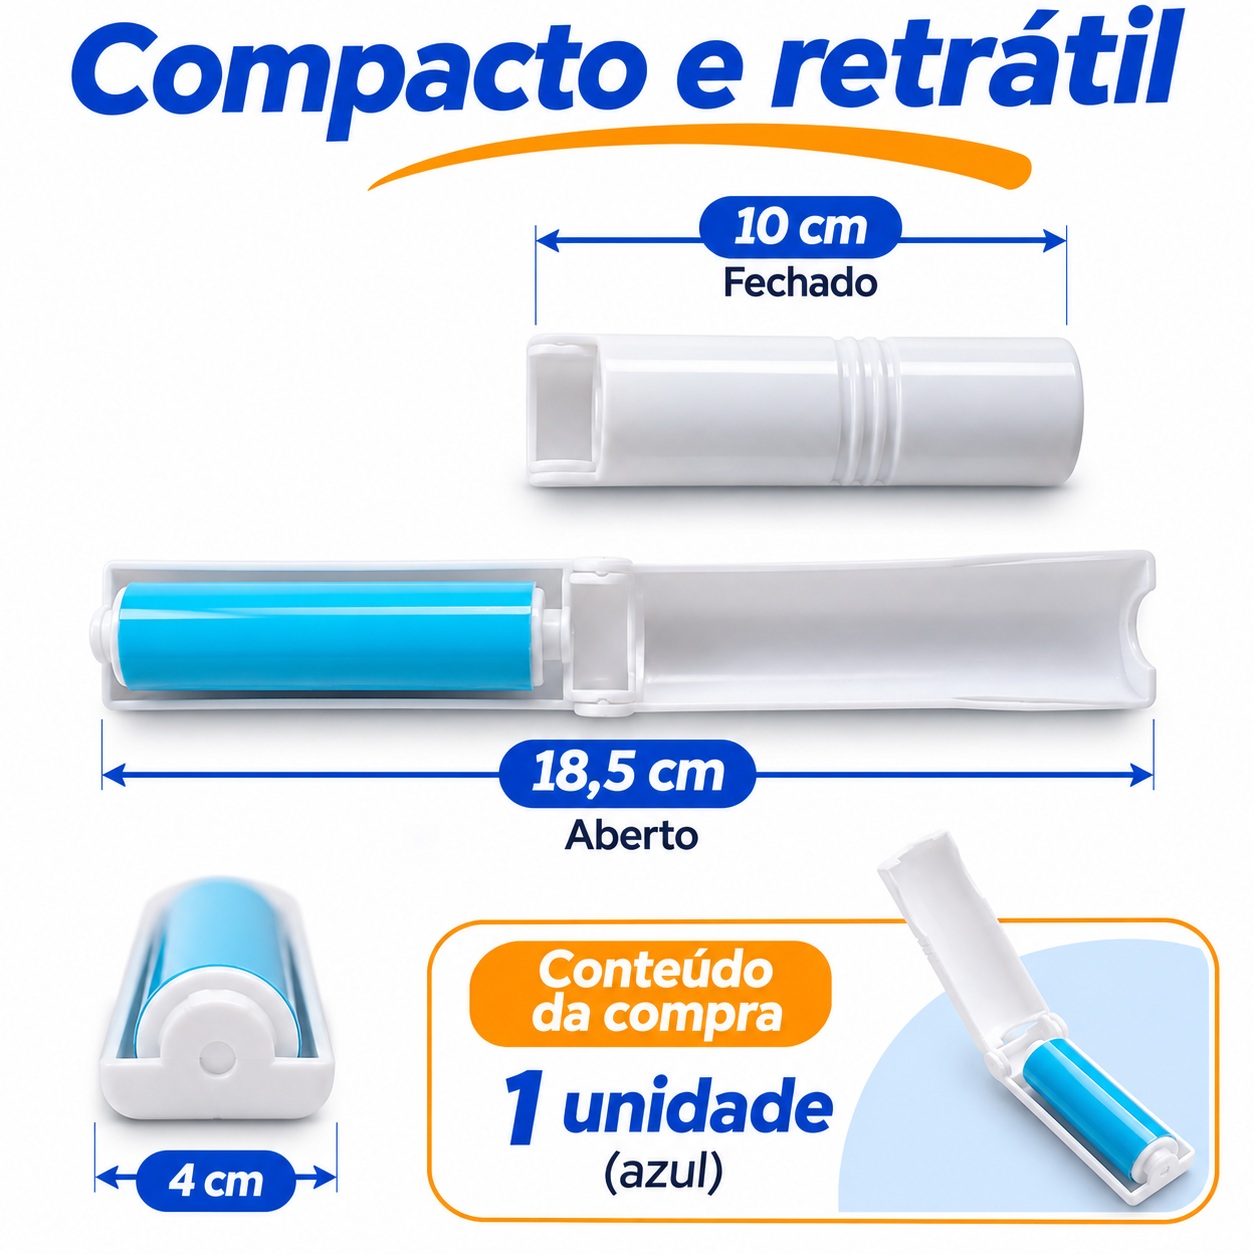 Compacto e retrátil
10 cm
Fechado
18,5 cm
Aberto
4 cm
Conteúdo
da compra
1 unidade
(azul)